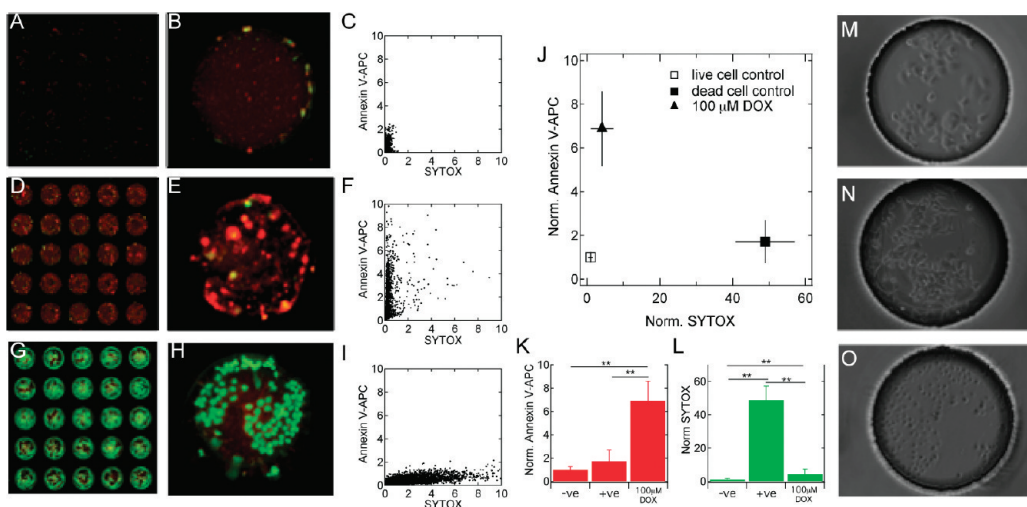 A
B
C
Annexin V-APC
10
8
6
4
2
0
0 2 4 6 8 10
SYTOX
D
E
F
Annexin V-APC
10
8
6
4
2
0
0 2 4 6 8 10
SYTOX
G
H
I
Annexin V-APC
10
8
6
4
2
0
0 2 4 6 8 10
SYTOX
J
Norm. Annexin V-APC
10
8
6
4
2
0
live cell control
dead cell control
100 µM DOX
0 20 40 60
Norm. SYTOX
K
Norm. Annexin V-APC
10
8
6
4
2
0
**
**
-ve +ve 100µM
DOX
L
Norm SYTOX
60
40
20
0
**
** **
-ve +ve 100µM
DOX
M
N
O